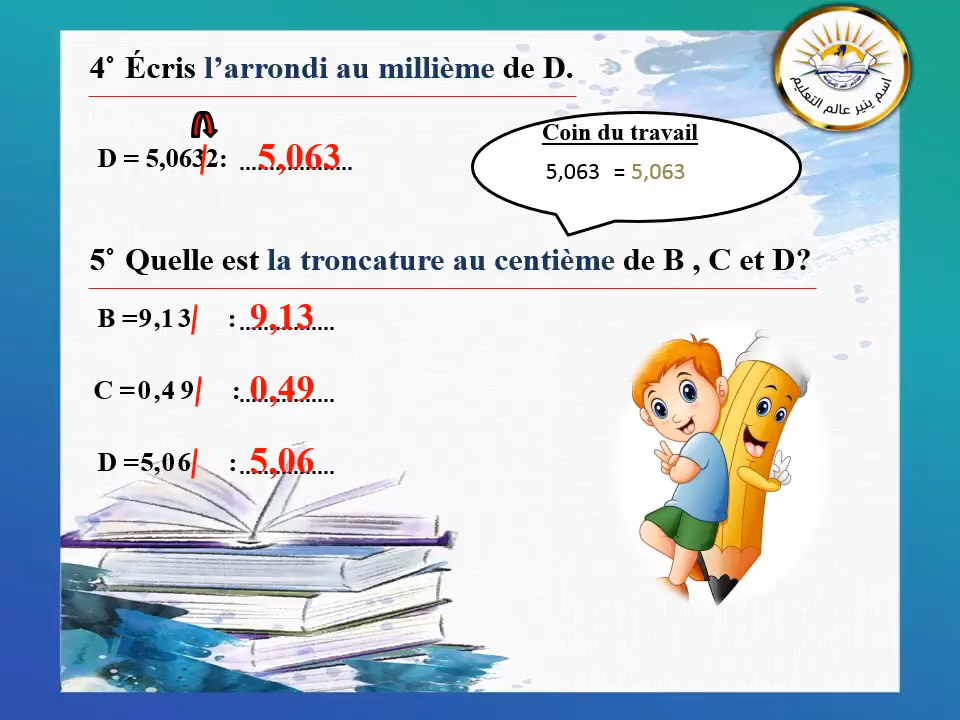 4° Écris l’arrondi au millième de D.
D = 5,0632: .................. 5,063
Coin du travail
5,063 = 5,063
5° Quelle est la troncature au centième de B , C et D?
B =9,13 : ................ 9,13
C =0,49 : ................ 0,49
D =5,06 : ................ 5,06
اسم ينير عالم التعليم